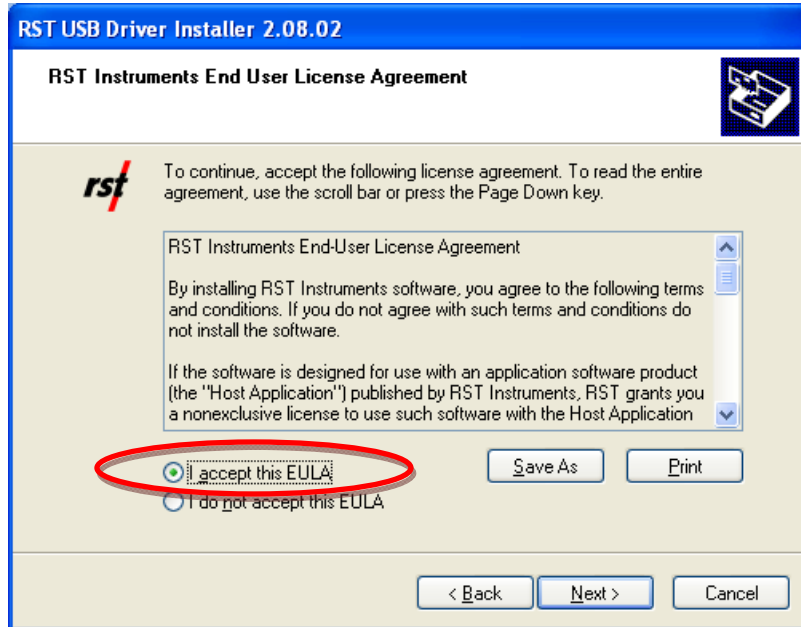 RST USB Driver Installer 2.08.02
RST Instruments End User License Agreement
rst
To continue, accept the following license agreement. To read the entire
agreement, use the scroll bar or press the Page Down key.
RST Instruments End-User License Agreement
By installing RST Instruments software, you agree to the following terms
and conditions. If you do not agree with such terms and conditions do
not install the software.
If the software is designed for use with an application software product
(the "Host Application") published by RST Instruments, RST grants you
a nonexclusive license to use such software with the Host Application
I accept this EULA
Save As
Print
I do not accept this EULA
< Back
Next >
Cancel